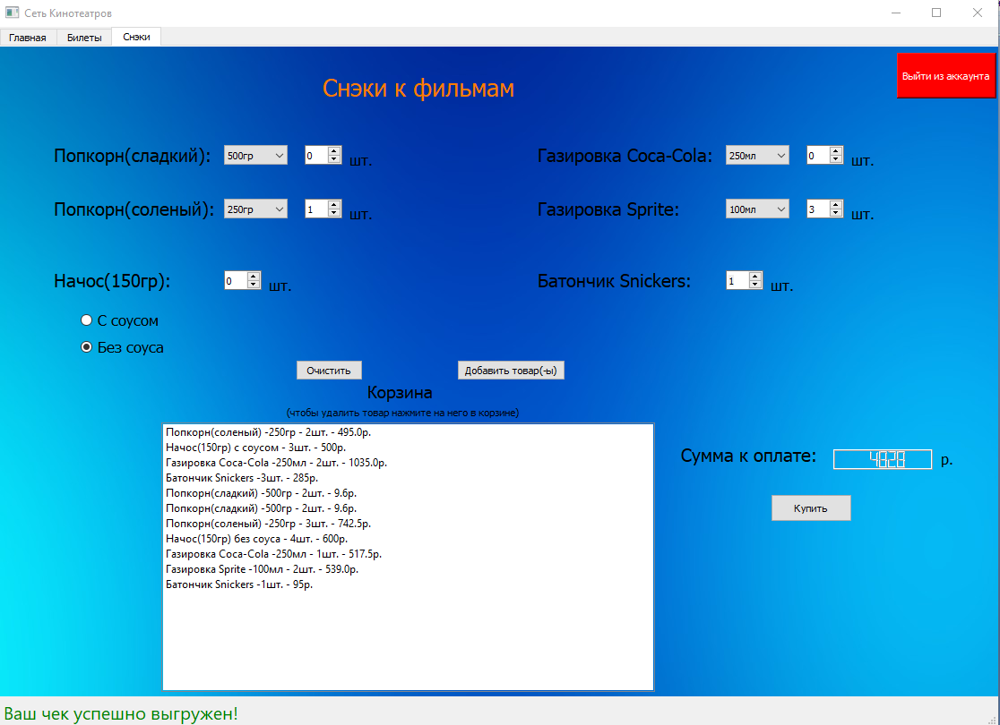 Сеть Кинотеатров
Главная Билеты Снэки
Выйти из аккаунта
Снэки к фильмам
Попкорн(сладкий): 500гр 0 шт. Газировка Coca-Cola: 250мл 0 шт.
Попкорн(соленый): 250гр 1 шт. Газировка Sprite: 100мл 3 шт.
Начос(150гр): 0 шт. Батончик Snickers: 1 шт.
С соусом
Без соуса
Очистить Добавить товар(-ы)
Корзина
(чтобы удалить товар нажмите на него в корзине)
Попкорн(соленый) -250гр - 2шт. - 495.0р.
Начос(150гр) с соусом - 3шт. - 500р.
Газировка Coca-Cola -250мл - 2шт. - 1035.0р.
Батончик Snickers -3шт. - 285р.
Попкорн(сладкий) -500гр - 2шт. - 9.6р.
Попкорн(сладкий) -500гр - 2шт. - 9.6р.
Попкорн(соленый) -250гр - 3шт. - 742.5р.
Начос(150гр) без соуса - 4шт. - 600р.
Газировка Coca-Cola -250мл - 1шт. - 517.5р.
Газировка Sprite -100мл - 2шт. - 539.0р.
Батончик Snickers -1шт. - 95р.
Сумма к оплате: 4828 р.
Купить
Ваш чек успешно выгружен!